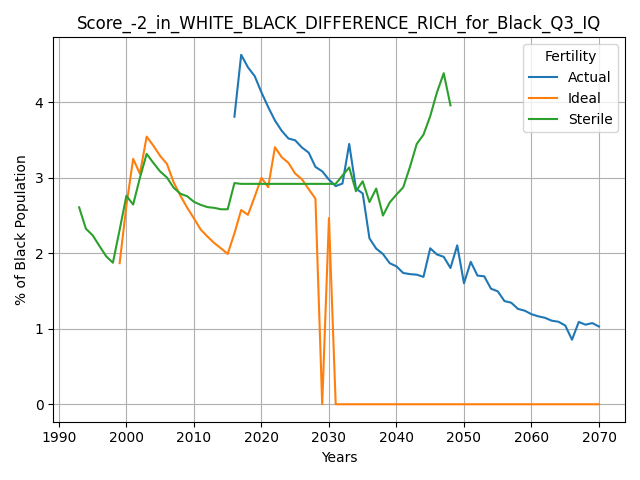 Score_-2_in_WHITE_BLACK_DIFFERENCE_RICH_for_Black_Q3_IQ
Fertility
Actual
Ideal
Sterile
% of Black Population
4
3
2
1
0
1990 2000 2010 2020 2030 2040 2050 2060 2070
Years